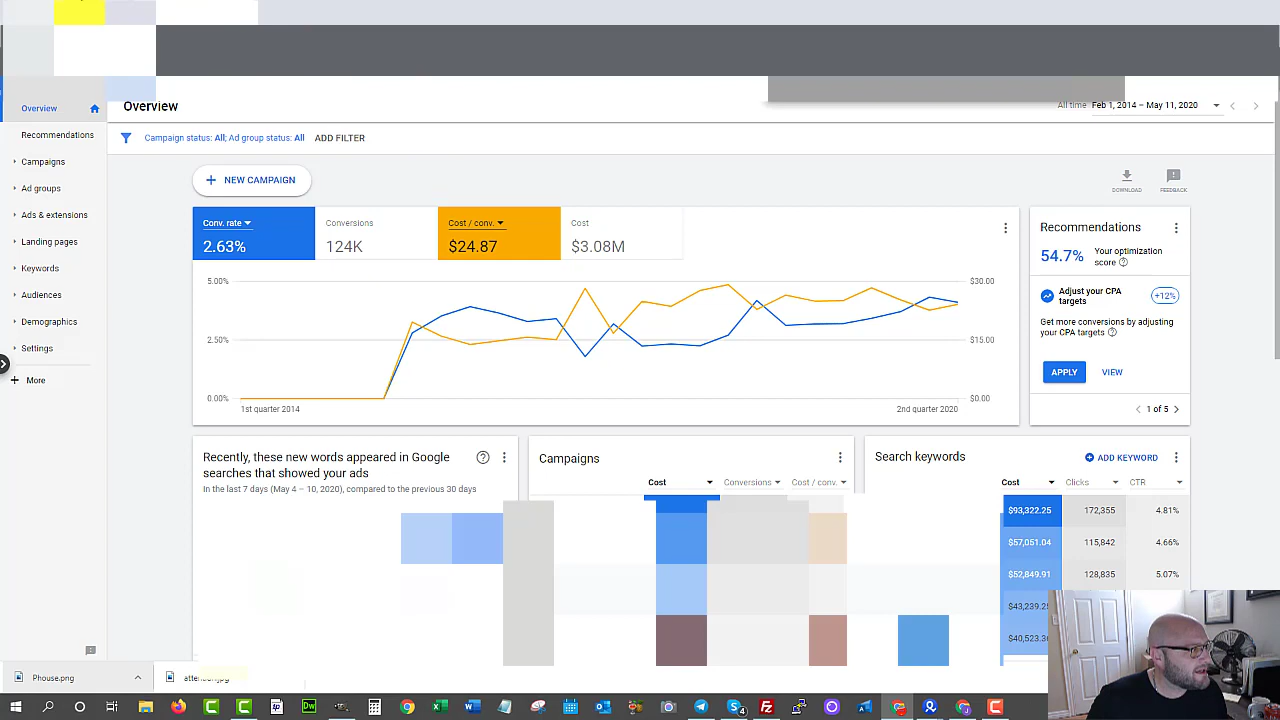 Overview
Overview
All time Feb 1, 2014 – May 11, 2020
Recommendations
Campaigns
Ad groups
Ads & extensions
Landing pages
Keywords
Audiences
Demographics
Settings
More
Campaign status: All; Ad group status: All ADD FILTER
NEW CAMPAIGN
DOWNLOAD
FEEDBACK
Conv. rate
2.63%
Conversions
124K
Cost / conv.
$24.87
Cost
$3.08M
5.00%
2.50%
0.00%
$30.00
$15.00
$0.00
1st quarter 2014
2nd quarter 2020
Recommendations
54.7%
Your optimization
score
Adjust your CPA
targets
+12%
Get more conversions by adjusting
your CPA targets
APPLY
VIEW
1 of 5
Recently, these new words appeared in Google
searches that showed your ads
In the last 7 days (May 4 – 10, 2020), compared to the previous 30 days
Campaigns
Cost Conversions Cost / conv.
Search keywords
ADD KEYWORD
Cost Clicks CTR
$93,322.25 172,355 4.81%
$57,051.04 115,842 4.66%
$52,849.91 128,835 5.07%
$43,239.25
$40,523.3
Phouse.png